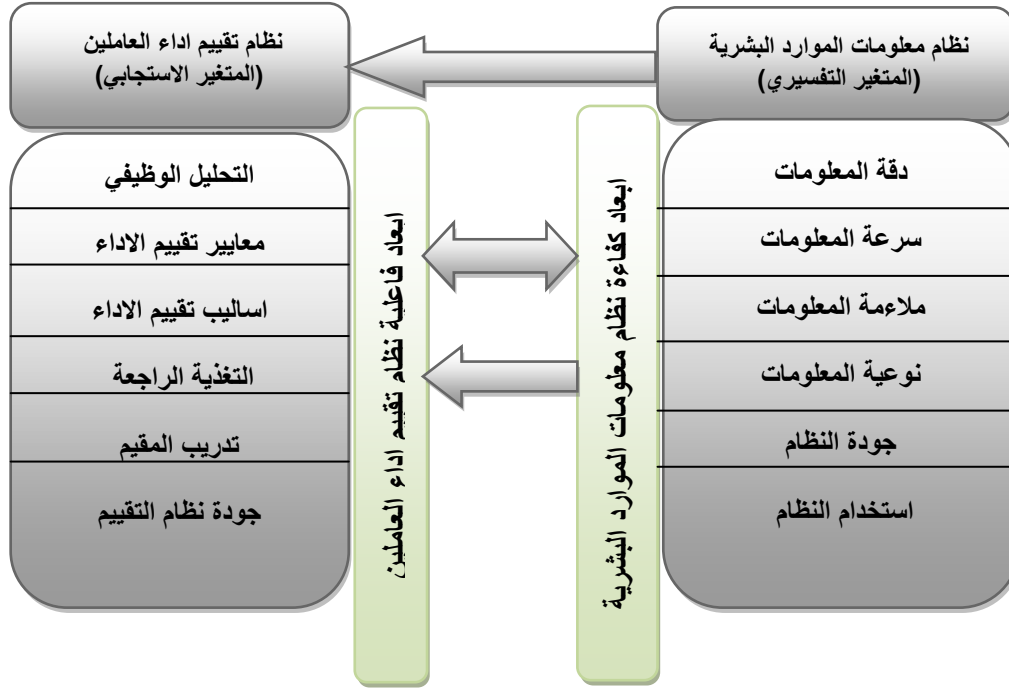 نظام معلومات الموارد البشرية
(المتغير التفسيري)
نظام تقييم اداء العاملين
(المتغير الاستجابي)
دقة المعلومات
سرعة المعلومات
ملاءمة المعلومات
نوعية المعلومات
جودة النظام
استخدام النظام
ابعاد كفاءة نظام معلومات الموارد البشرية
ابعاد فاعلية نظام تقييم اداء العاملين
التحليل الوظيفي
معايير تقييم الاداء
اساليب تقييم الاداء
التغذية الراجعة
تدريب المقيم
جودة نظام التقييم